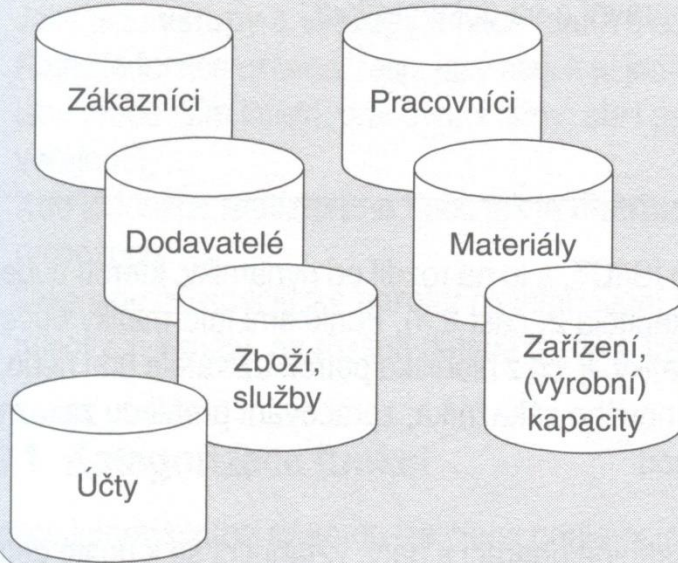 Zákazníci
Pracovníci
Dodavatelé
Materiály
Zboží,
služby
Zařízení,
(výrobní)
kapacity
Účty